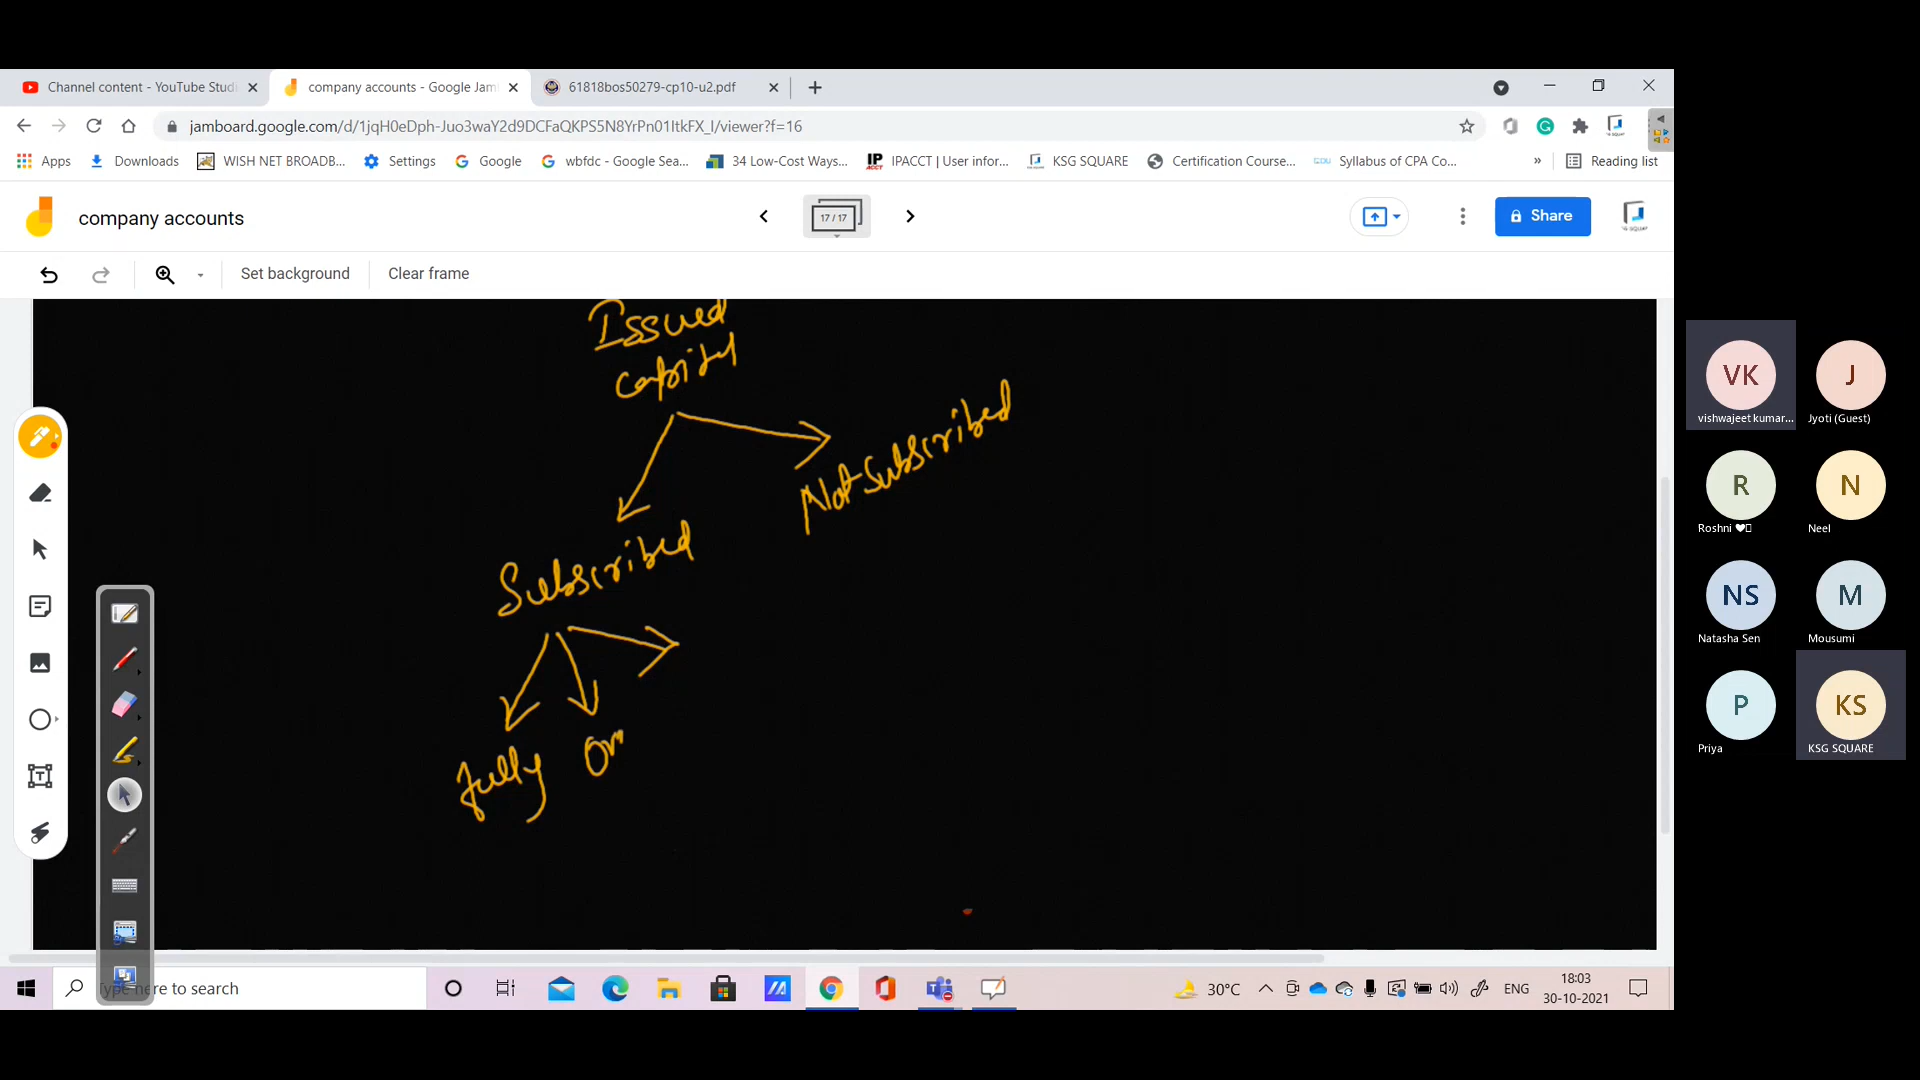 Channel content - YouTube Studi
company accounts - Google Jam
61818bos50279-cp10-u2.pdf
jamboard.google.com/d/1jqH0eDph-Juo3waY2d9DCFaQKPS5N8YrPn01ItkFX_I/viewer?f=16
Apps
Downloads
WISH NET BROADB...
Settings
Google
wbfdc - Google Sea...
34 Low-Cost Ways...
IPACCT | User infor...
KSG SQUARE
Certification Course...
Syllabus of CPA Co...
»
Reading list
company accounts
17 / 17
Share
Set background
Clear frame
Issued
capital
Not subscribed
Subscribed
fully or
VK
vishwajeet kumar...
J
Jyoti (Guest)
R
Roshni ❤
N
Neel
NS
Natasha Sen
M
Mousumi
P
Priya
KS
KSG SQUARE
Type here to search
30°C
ENG
18:03
30-10-2021